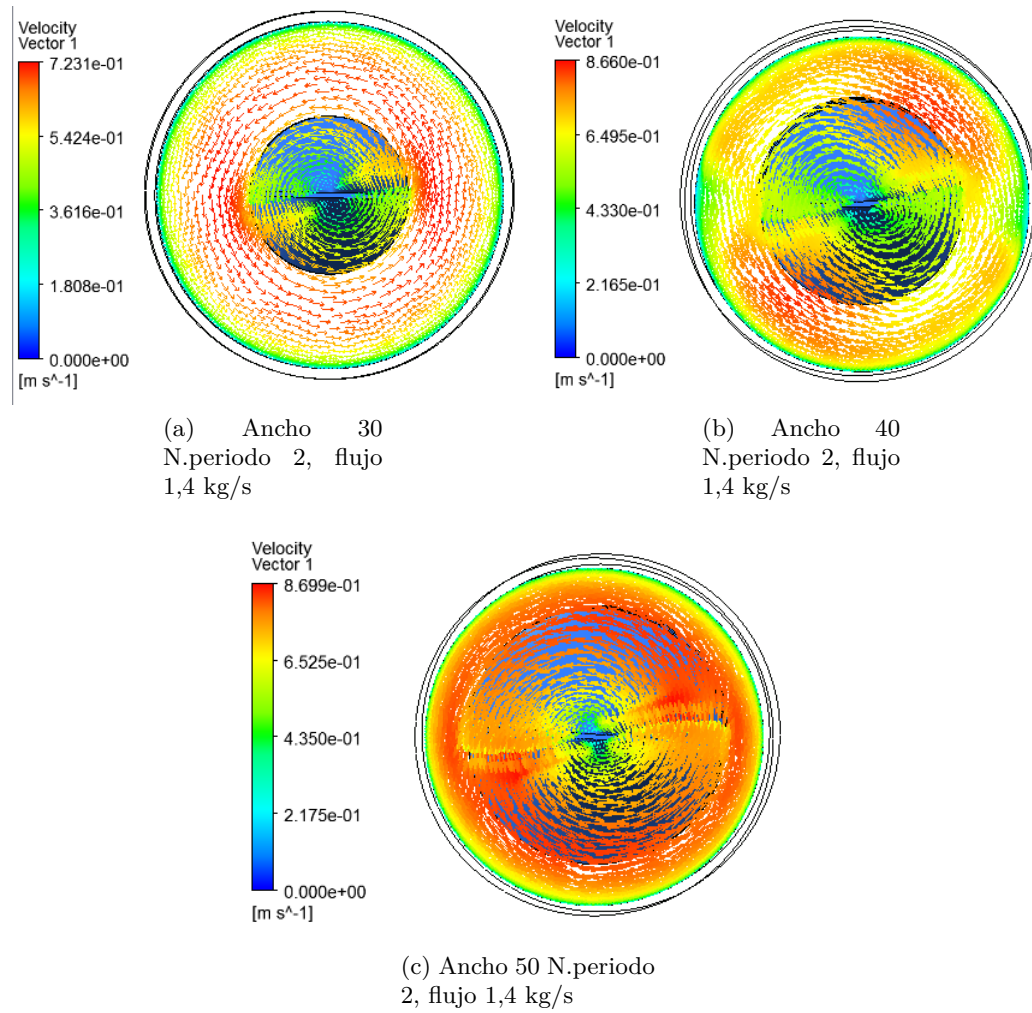 Velocity
Vector 1
7.231e-01
5.424e-01
3.616e-01
1.808e-01
0.000e+00
[m s^-1]
(a) Ancho 30
N.periodo 2, flujo
1,4 kg/s
Velocity
Vector 1
8.660e-01
6.495e-01
4.330e-01
2.165e-01
0.000e+00
[m s^-1]
(b) Ancho 40
N.periodo 2, flujo
1,4 kg/s
Velocity
Vector 1
8.699e-01
6.525e-01
4.350e-01
2.175e-01
0.000e+00
[m s^-1]
(c) Ancho 50 N.periodo
2, flujo 1,4 kg/s